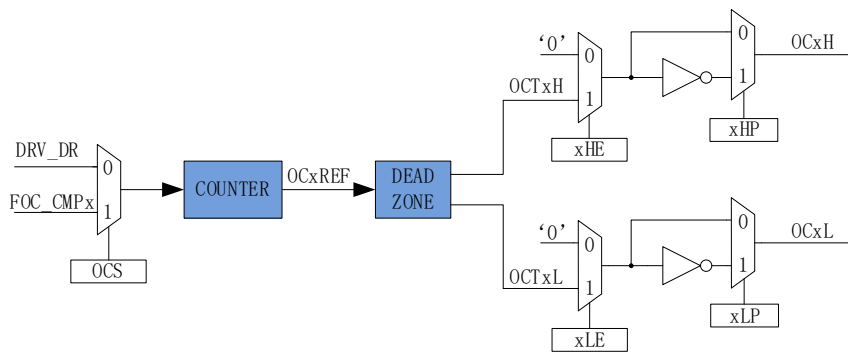 ‘0’
0
1
OCTxH
xHE
0
1
OCxH
xHP
DRV_DR
FOC_CMPx
0
1
OCS
COUNTER
OCxREF
DEAD
ZONE
‘0’
0
1
OCTxL
xLE
0
1
OCxL
xLP